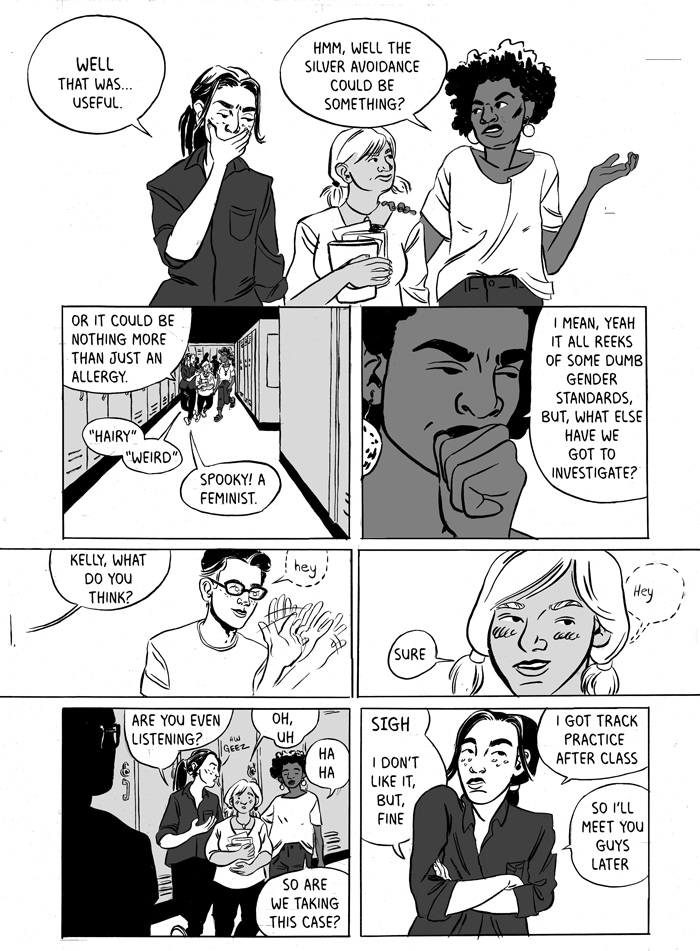 WELL
THAT WAS...
USEFUL.
HMM, WELL THE
SILVER AVOIDANCE
COULD BE
SOMETHING?
OR IT COULD BE
NOTHING MORE
THAN JUST AN
ALLERGY.
"HAIRY"
"WEIRD"
SPOOKY! A
FEMINIST.
I MEAN, YEAH
IT ALL REEKS
OF SOME DUMB
GENDER
STANDARDS,
BUT, WHAT ELSE
HAVE WE
GOT TO
INVESTIGATE?
KELLY, WHAT
DO YOU
THINK?
hey
Hey
SURE
ARE YOU EVEN
LISTENING?
AW
GEEZ
OH,
UH
HA
HA
SO ARE
WE TAKING
THIS CASE?
SIGH
I DON'T
LIKE IT,
BUT,
FINE
I GOT TRACK
PRACTICE
AFTER CLASS
SO I'LL
MEET YOU
GUYS
LATER